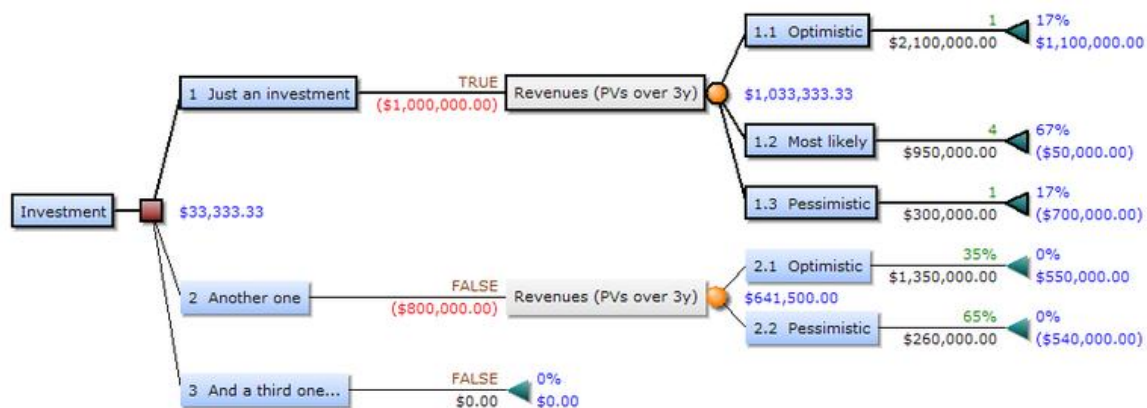 1.1 Optimistic
1
$2,100,000.00
17%
$1,100,000.00
1 Just an investment
TRUE
($1,000,000.00)
Revenues (PVs over 3y)
$1,033,333.33
1.2 Most likely
4
$950,000.00
67%
($50,000.00)
Investment
$33,333.33
1.3 Pessimistic
1
$300,000.00
17%
($700,000.00)
2.1 Optimistic
35%
$1,350,000.00
0%
$550,000.00
2 Another one
FALSE
($800,000.00)
Revenues (PVs over 3y)
$641,500.00
2.2 Pessimistic
65%
$260,000.00
0%
($540,000.00)
3 And a third one...
FALSE
$0.00
0%
$0.00